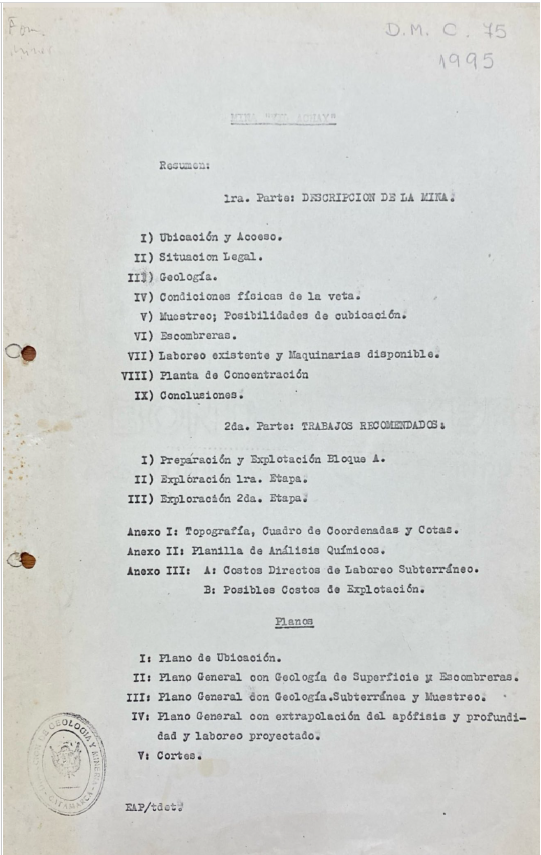 D. M. C. 75
1995
MINA
Resumen:
1ra. Parte: DESCRIPCION DE LA MINA.
I) Ubicación y Acceso.
II) Situacion Legal.
III) Geología.
IV) Condiciones físicas de la veta.
V) Muestreo; Posibilidades de cubicación.
VI) Escombreras.
VII) Laboreo existente y Maquinarias disponible.
VIII) Planta de Concentración
IX) Conclusiones.
2da. Parte: TRABAJOS RECOMENDADOS.
I) Preparación y Explotación Bloque A.
II) Exploración 1ra. Etapa.
III) Exploración 2da. Etapa.
Anexo I: Topografía, Cuadro de Coordenadas y Cotas.
Anexo II: Planilla de Análisis Químicos.
Anexo III: A: Costos Directos de Laboreo Subterráneo.
B: Posibles Costos de Explotación.
Planos
I: Plano de Ubicación.
II: Plano General con Geología de Superficie y Escombreras.
III: Plano General con Geología.Subterránea y Muestreo.
IV: Plano General con extrapolación del apófisis y profundi-
dad y laboreo proyectado.
V: Cortes.
DE GEOLOGIA Y
CATAMARCA
EAP/tdet.